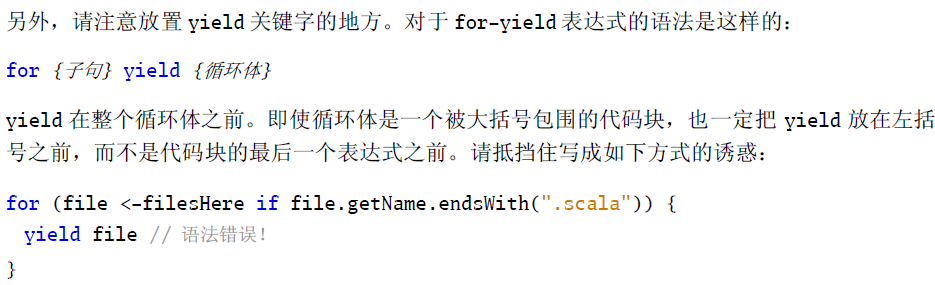 另外，请注意放置 yield 关键字的地方。对于 for-yield 表达式的语法是这样的：
for {子句} yield {循环体}
yield 在整个循环体之前。即使循环体是一个被大括号包围的代码块，也一定把 yield 放在左括
号之前，而不是代码块的最后一个表达式之前。请抵挡住写成如下方式的诱惑：
for (file <-filesHere if file.getName.endsWith(".scala")) {
  yield file // 语法错误！
}